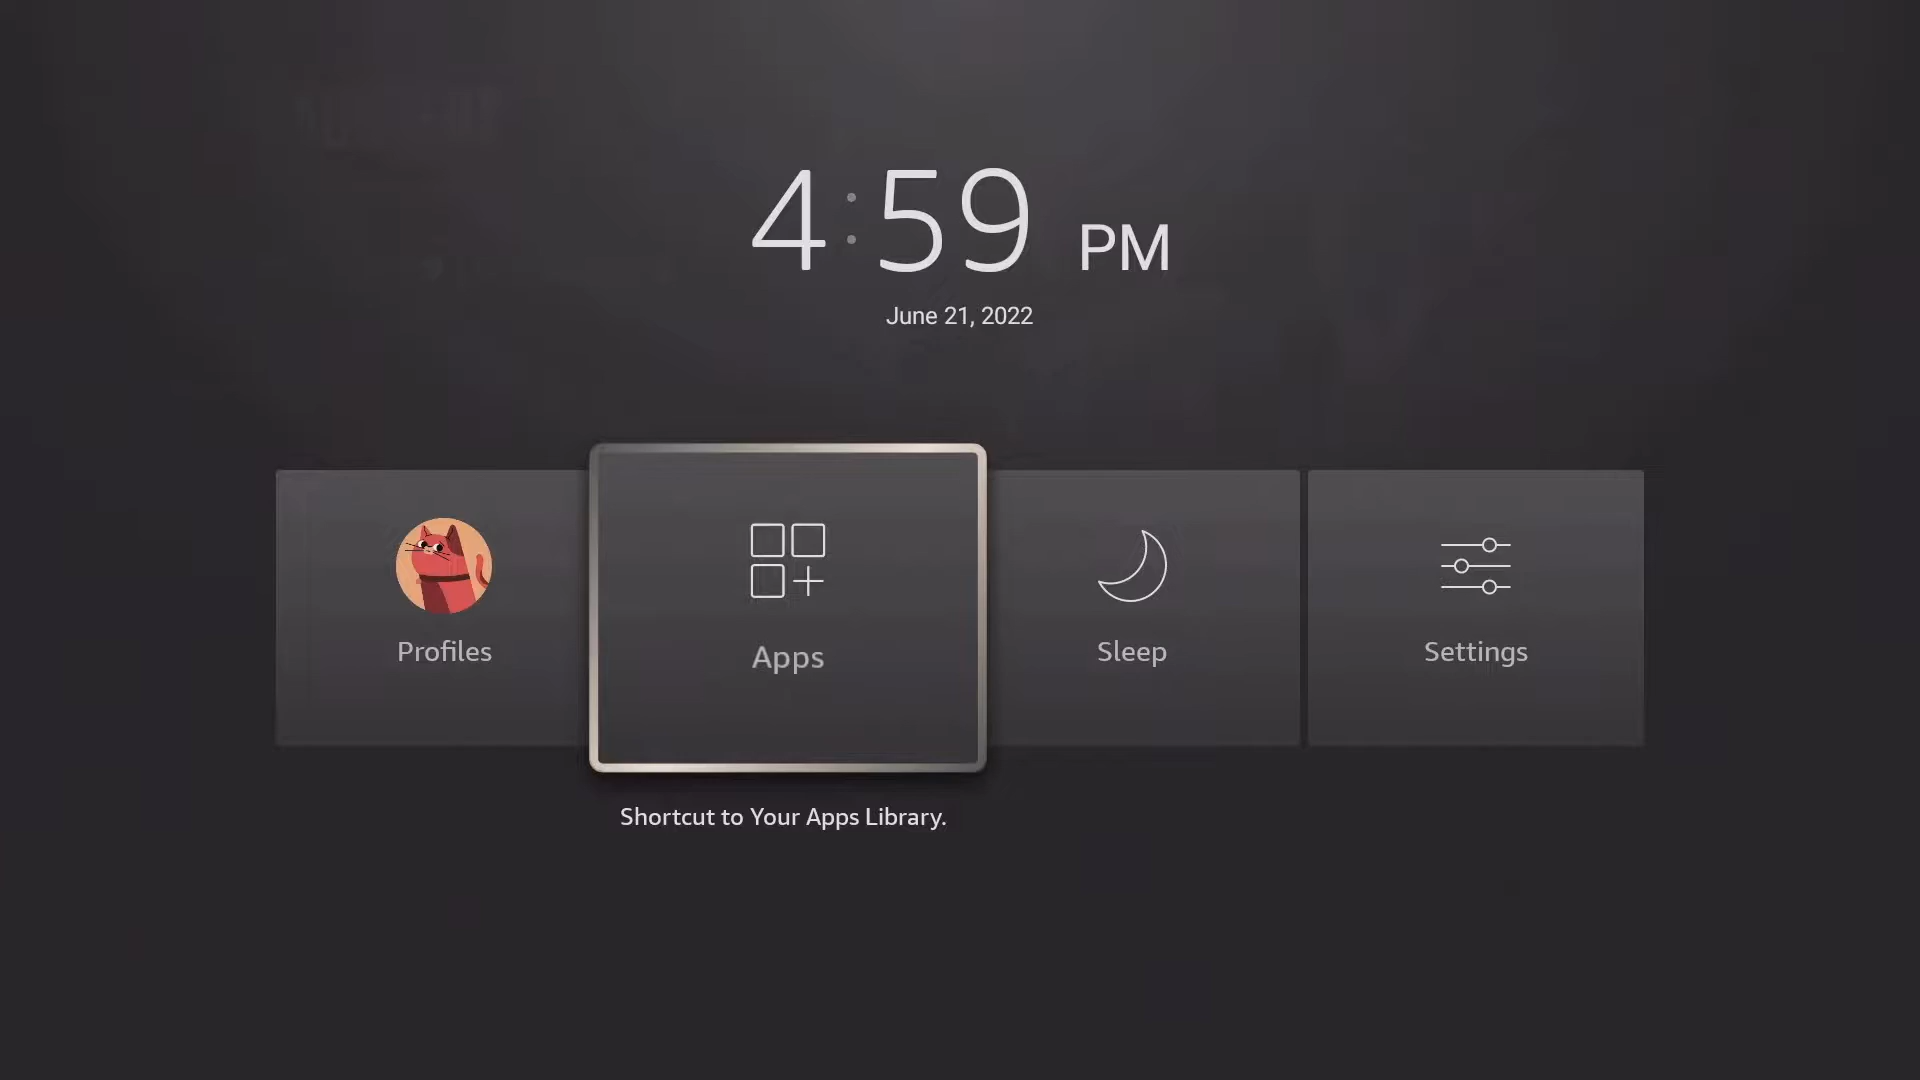 4:59 PM
June 21, 2022
Profiles
Apps
Sleep
Settings
Shortcut to Your Apps Library.